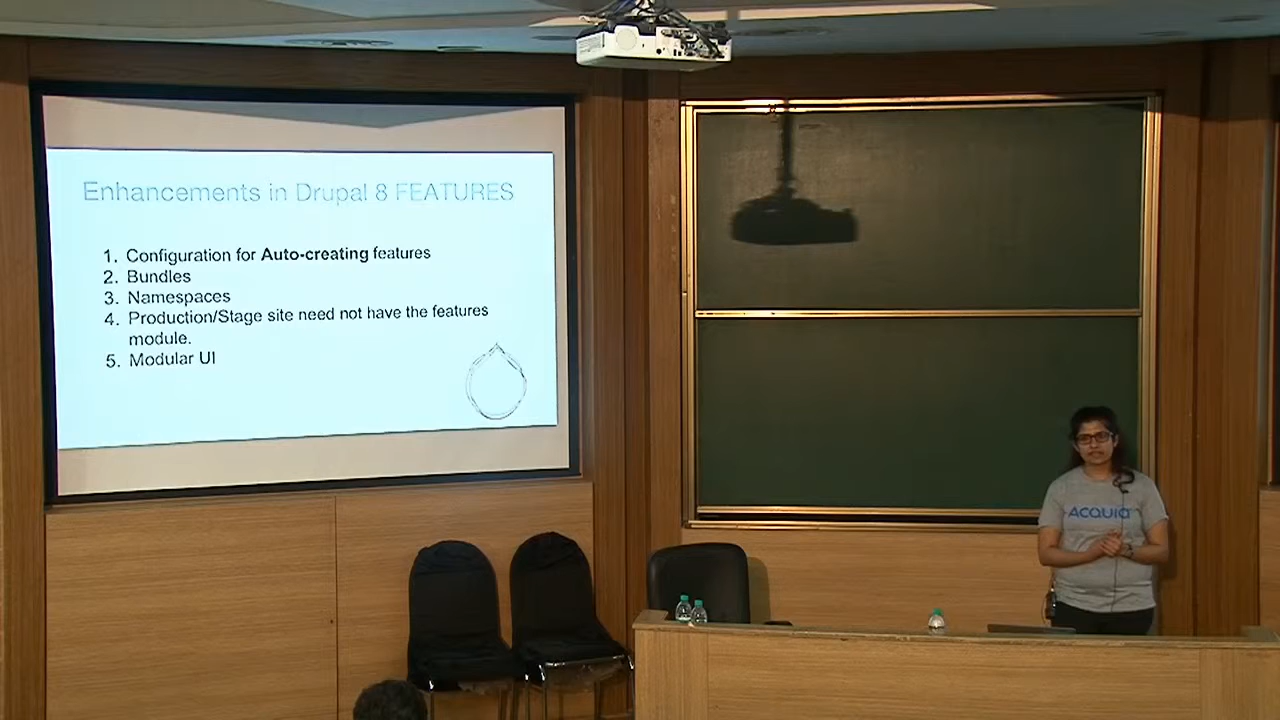 Enhancements in Drupal 8 FEATURES
1. Configuration for Auto-creating features
2. Bundles
3. Namespaces
4. Production/Stage site need not have the features
module.
5. Modular UI
ACQUIA